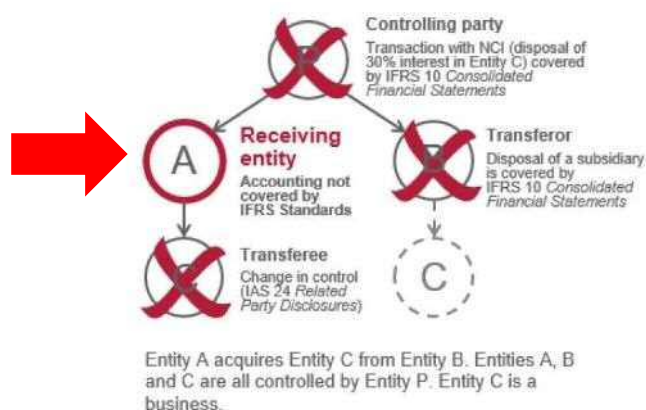 Controlling party
Transaction with NCI (disposal of
30% interest in Entity C) covered
by IFRS 10 Consolidated
Financial Statements
P
A
Receiving
entity
Accounting not
covered by
IFRS Standards
B
Transferor
Disposal of a subsidiary
is covered by
IFRS 10 Consolidated
Financial Statements
C
Transferee
Change in control
(IAS 24 Related
Party Disclosures)
C
Entity A acquires Entity C from Entity B. Entities A, B
and C are all controlled by Entity P. Entity C is a
business.